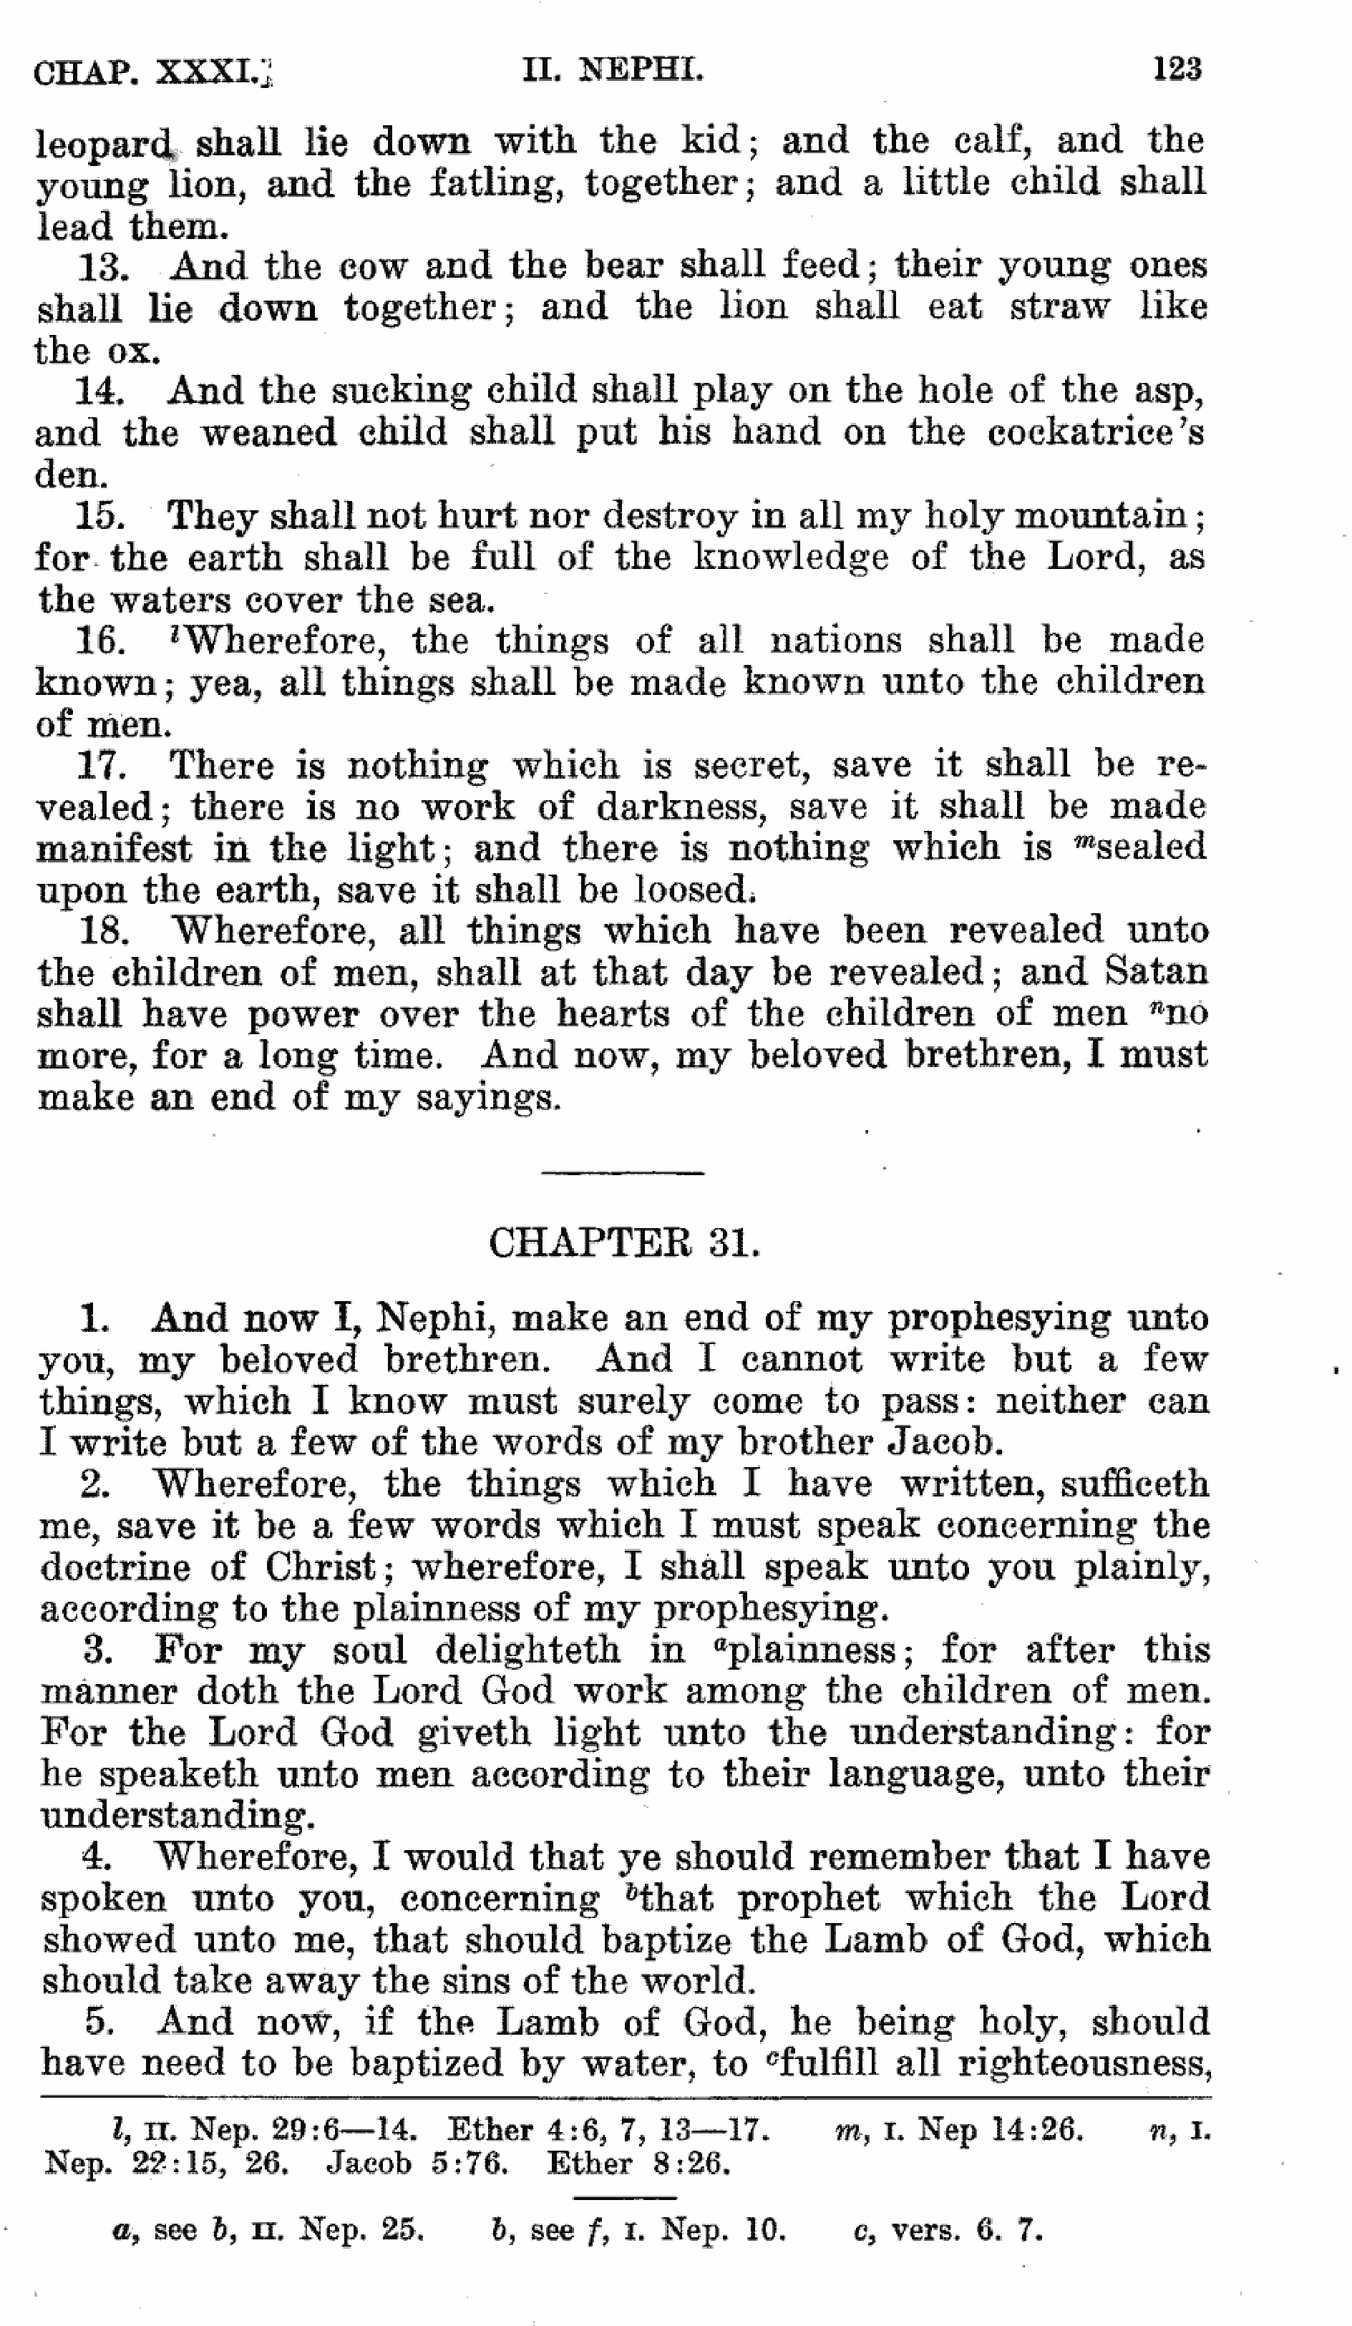 CHAP. XXXI.] II. NEPHI. 123
leopard shall lie down with the kid; and the calf, and the
young lion, and the fatling, together; and a little child shall
lead them.
13. And the cow and the bear shall feed; their young ones
shall lie down together; and the lion shall eat straw like
the ox.
14. And the sucking child shall play on the hole of the asp,
and the weaned child shall put his hand on the cockatrice's
den.
15. They shall not hurt nor destroy in all my holy mountain;
for the earth shall be full of the knowledge of the Lord, as
the waters cover the sea.
16. lWherefore, the things of all nations shall be made
known; yea, all things shall be made known unto the children
of men.
17. There is nothing which is secret, save it shall be re-
vealed; there is no work of darkness, save it shall be made
manifest in the light; and there is nothing which is msealed
upon the earth, save it shall be loosed.
18. Wherefore, all things which have been revealed unto
the children of men, shall at that day be revealed; and Satan
shall have power over the hearts of the children of men nno
more, for a long time. And now, my beloved brethren, I must
make an end of my sayings.
CHAPTER 31.
1. And now I, Nephi, make an end of my prophesying unto
you, my beloved brethren. And I cannot write but a few
things, which I know must surely come to pass: neither can
I write but a few of the words of my brother Jacob.
2. Wherefore, the things which I have written, sufficeth
me, save it be a few words which I must speak concerning the
doctrine of Christ; wherefore, I shall speak unto you plainly,
according to the plainness of my prophesying.
3. For my soul delighteth in aplainness; for after this
manner doth the Lord God work among the children of men.
For the Lord God giveth light unto the understanding: for
he speaketh unto men according to their language, unto their
understanding.
4. Wherefore, I would that ye should remember that I have
spoken unto you, concerning bthat prophet which the Lord
showed unto me, that should baptize the Lamb of God, which
should take away the sins of the world.
5. And now, if the Lamb of God, he being holy, should
have need to be baptized by water, to cfulfill all righteousness,
l, II. Nep. 29:6—14. Ether 4:6, 7, 13—17. m, I. Nep 14:26. n, I.
Nep. 22:15, 26. Jacob 5:76. Ether 8:26.
a, see b, II. Nep. 25. b, see f, I. Nep. 10. c, vers. 6. 7.